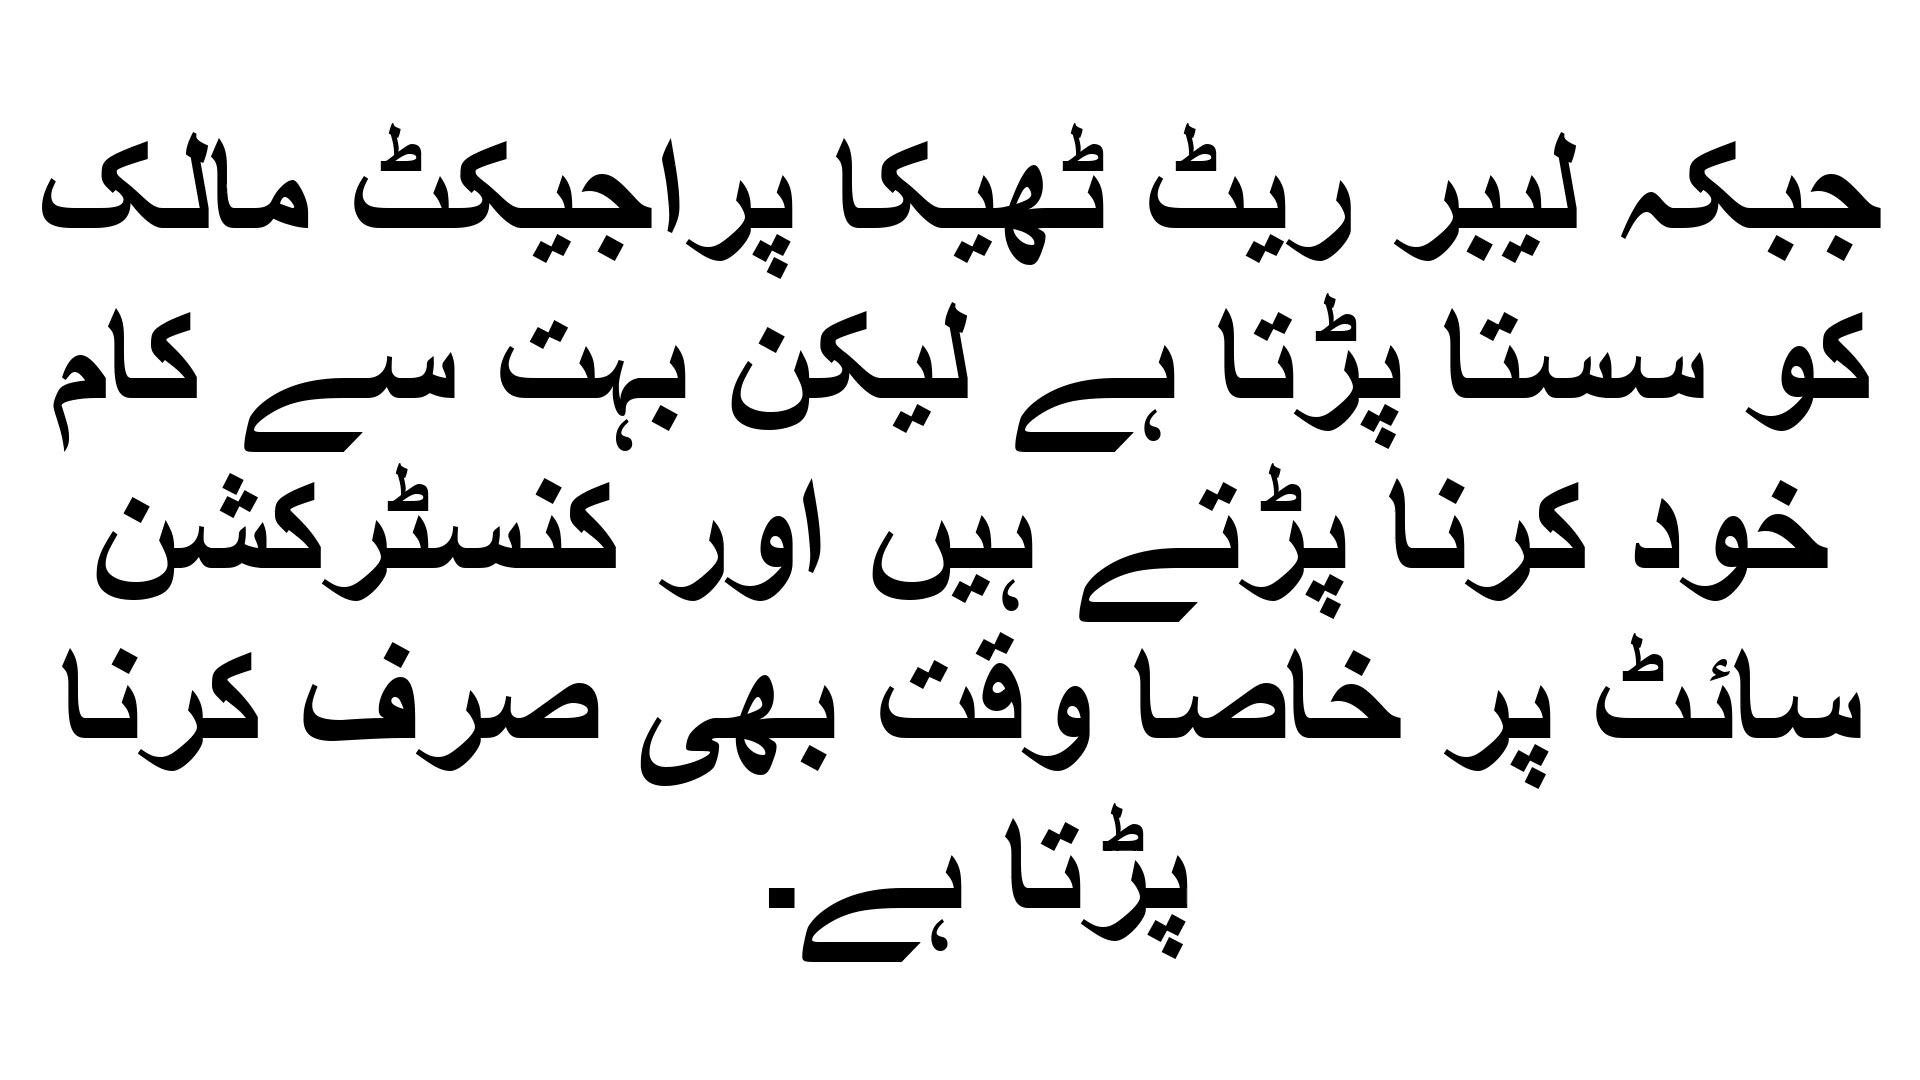 جبکہ لیبر ریٹ ٹھیکا پراجیکٹ مالک
کو سستا پڑتا ہے لیکن بہت سے کام
خود کرنا پڑتے ہیں اور کنسٹرکشن
سائٹ پر خاصا وقت بھی صرف کرنا
پڑتا ہے.